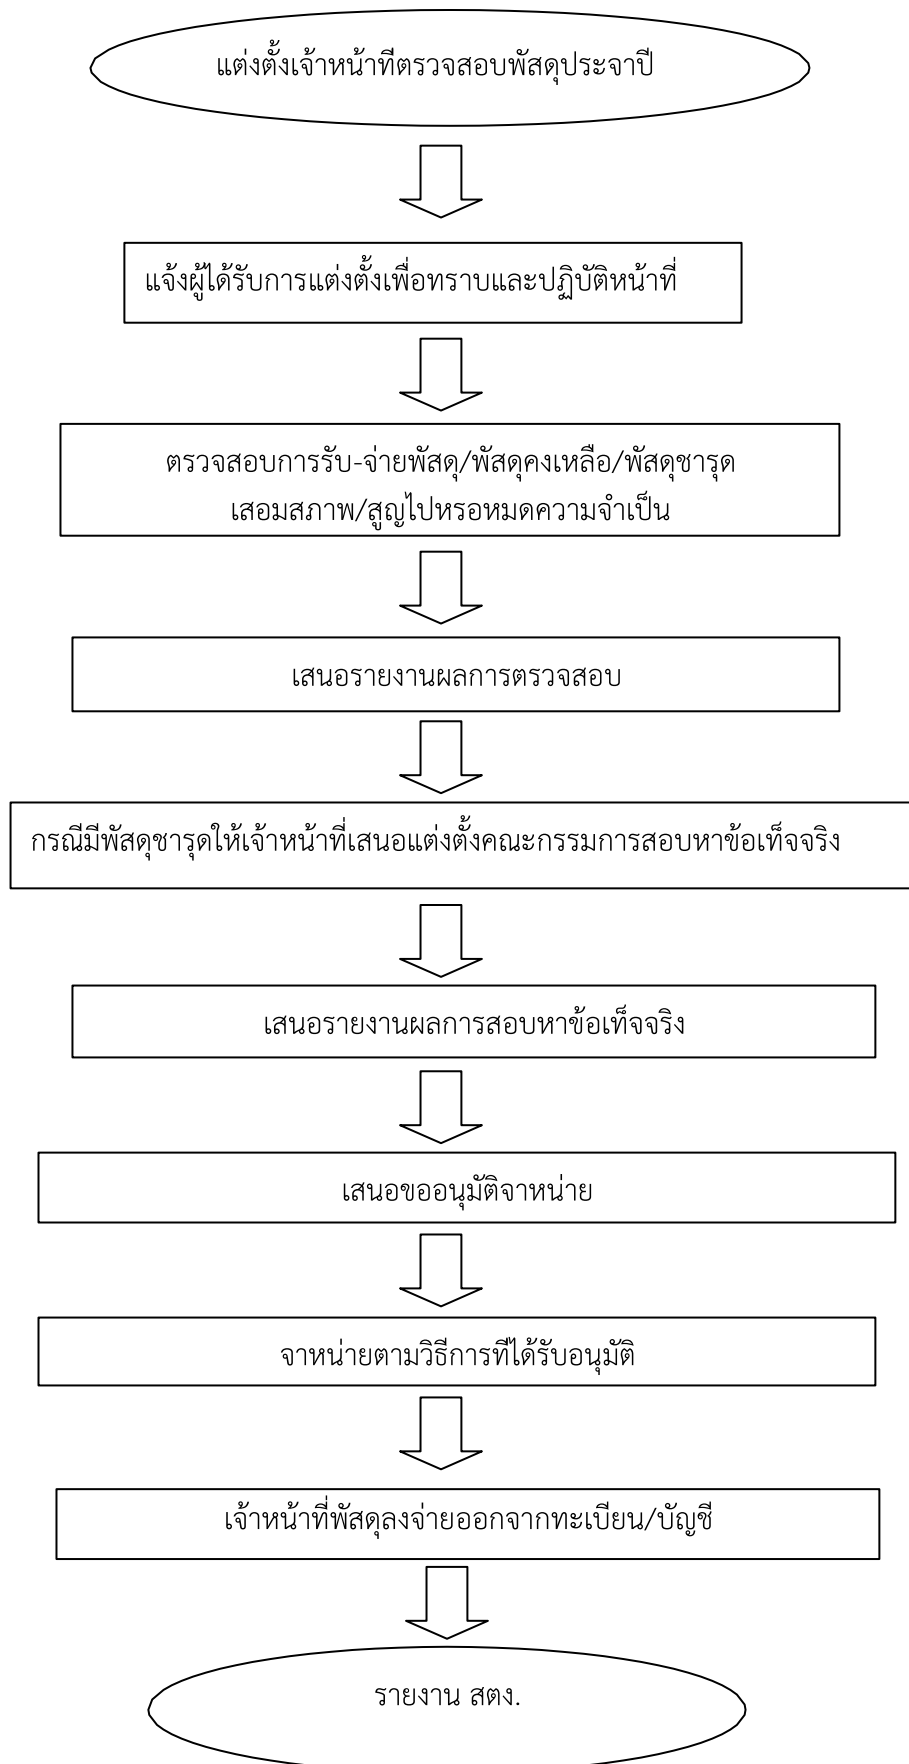 แต่งตั้งเจ้าหน้าทีตรวจสอบพัสดุประจาปี
แจ้งผู้ได้รับการแต่งตั้งเพื่อทราบและปฏิบัติหน้าที่
ตรวจสอบการรับ-จ่ายพัสดุ/พัสดุคงเหลือ/พัสดุชารุด
เสอมสภาพ/สูญไปหรอหมดความจำเป็น
เสนอรายงานผลการตรวจสอบ
กรณีมีพัสดุชารุดให้เจ้าหน้าที่เสนอแต่งตั้งคณะกรรมการสอบหาข้อเท็จจริง
เสนอรายงานผลการสอบหาข้อเท็จจริง
เสนอขออนุมัติจาหน่าย
จาหน่ายตามวิธีการทีได้รับอนุมัติ
เจ้าหน้าที่พัสดุลงจ่ายออกจากทะเบียน/บัญชี
รายงาน สตง.